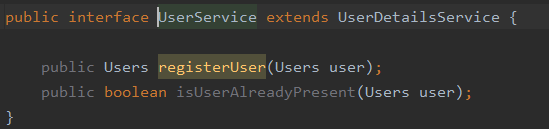 public interface UserService extends UserDetailsService {
public Users registerUser(Users user);
public boolean isUserAlreadyPresent(Users user);
}